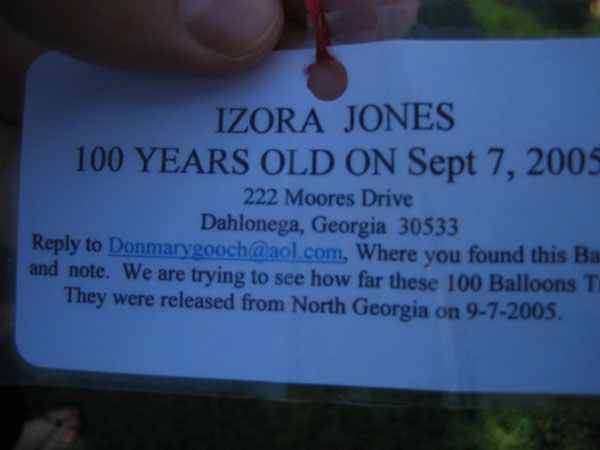 IZORA JONES
100 YEARS OLD ON Sept 7, 2005
222 Moores Drive
Dahlonega, Georgia 30533
Reply to Donmarygooch@aol.com, Where you found this
and note. We are trying to see how far these 100 Balloons
They were released from North Georgia on 9-7-2005.